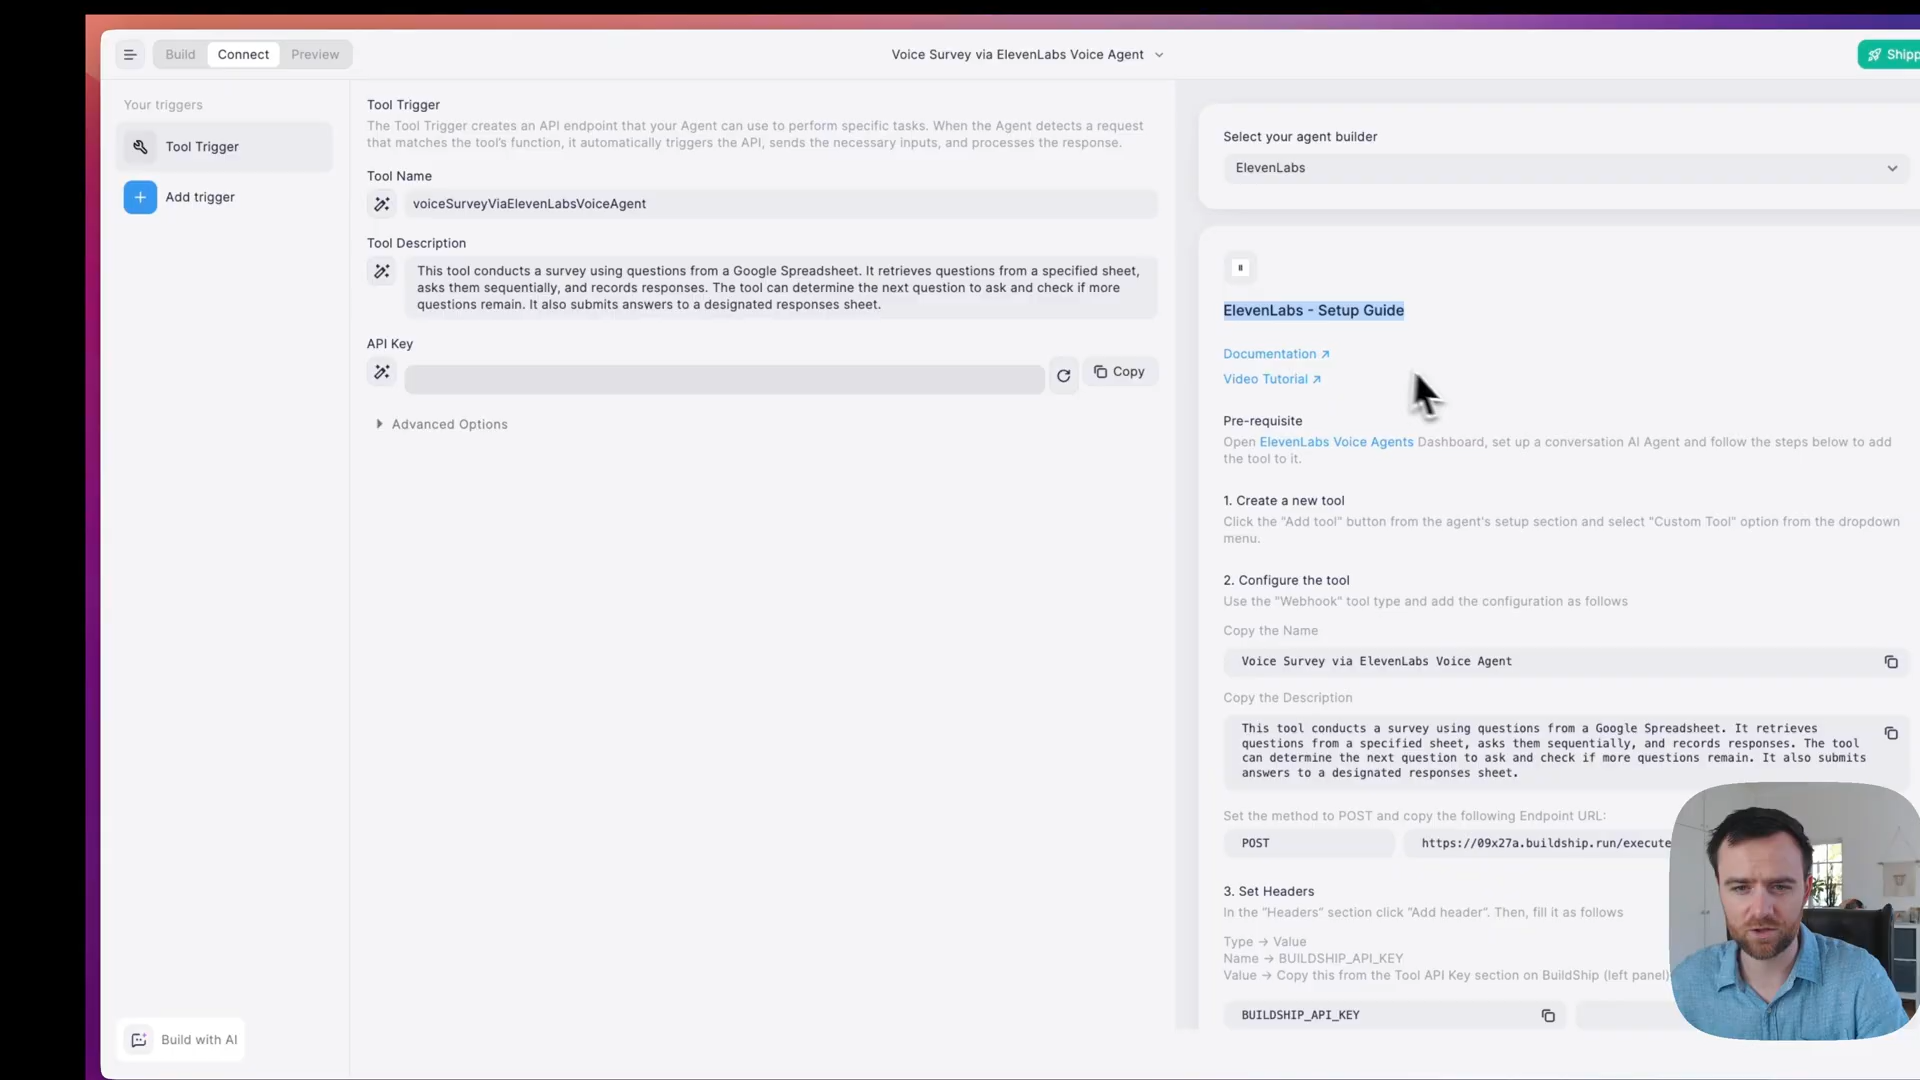 Build
Connect
Preview
Voice Survey via ElevenLabs Voice Agent
Your triggers
Tool Trigger
Add trigger
Tool Trigger
The Tool Trigger creates an API endpoint that your Agent can use to perform specific tasks. When the Agent detects a request
that matches the tool's function, it automatically triggers the API, sends the necessary inputs, and processes the response.
Tool Name
voiceSurveyViaElevenLabsVoiceAgent
Tool Description
This tool conducts a survey using questions from a Google Spreadsheet. It retrieves questions from a specified sheet,
asks them sequentially, and records responses. The tool can determine the next question to ask and check if more
questions remain. It also submits answers to a designated responses sheet.
API Key
Copy
Advanced Options
Build with AI
Select your agent builder
ElevenLabs
ElevenLabs - Setup Guide
Documentation ↗
Video Tutorial ↗
Pre-requisite
Open ElevenLabs Voice Agents Dashboard, set up a conversation AI Agent and follow the steps below to add
the tool to it.
1. Create a new tool
Click the "Add tool" button from the agent's setup section and select "Custom Tool" option from the dropdown
menu.
2. Configure the tool
Use the "Webhook" tool type and add the configuration as follows
Copy the Name
Voice Survey via ElevenLabs Voice Agent
Copy the Description
This tool conducts a survey using questions from a Google Spreadsheet. It retrieves
questions from a specified sheet, asks them sequentially, and records responses. The tool
can determine the next question to ask and check if more questions remain. It also submits
answers to a designated responses sheet.
Set the method to POST and copy the following Endpoint URL:
POST
https://09x27a.buildship.run/execute
3. Set Headers
In the "Headers" section click "Add header". Then, fill it as follows
Type → Value
Name → BUILDSHIP_API_KEY
Value → Copy this from the Tool API Key section on BuildShip (left panel)
BUILDSHIP_API_KEY